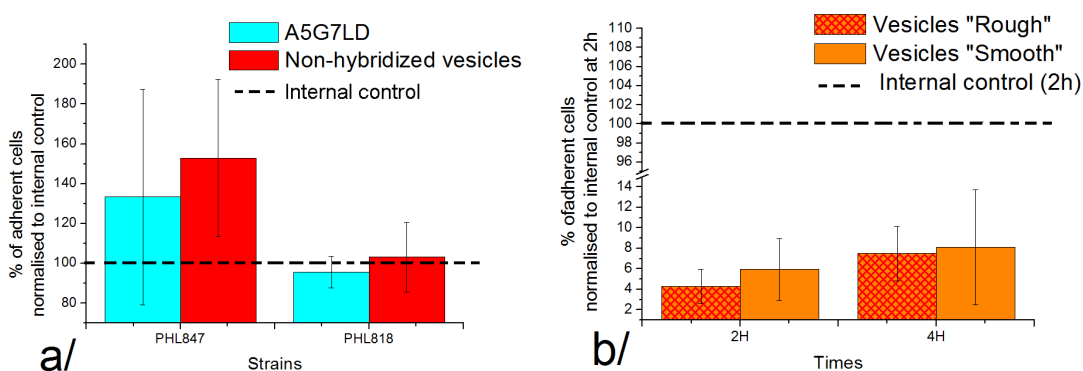 A5G7LD
Non-hybridized vesicles
Internal control
% of adherent cells
normalised to internal control
200
180
160
140
120
100
80
PHL847
PHL818
Strains
a/
Vesicles "Rough"
Vesicles "Smooth"
Internal control (2h)
% ofadherent cells
normalised to internal control at 2h
110
108
106
104
102
100
98
96
14
12
10
8
6
4
2
2H
4H
Times
b/